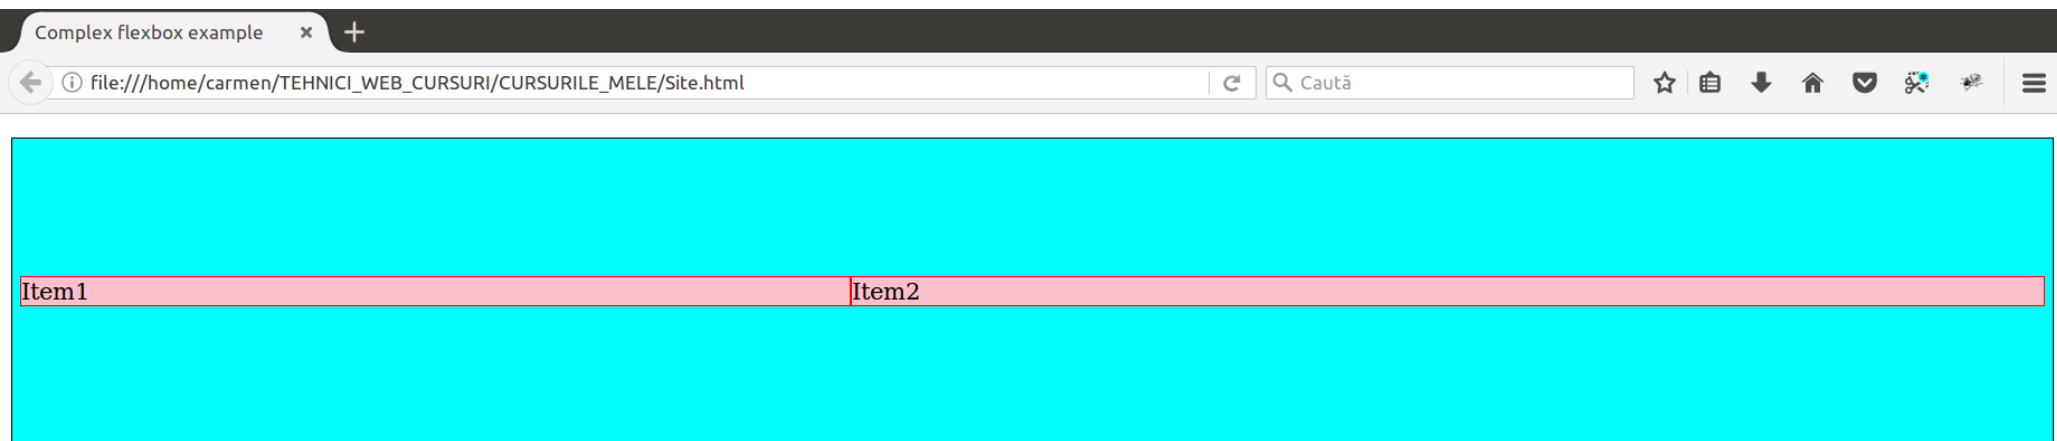 Complex flexbox example
file:///home/carmen/TEHNICI_WEB_CURSURI/CURSURILE_MELE/Site.html
Caută
Item1
Item2